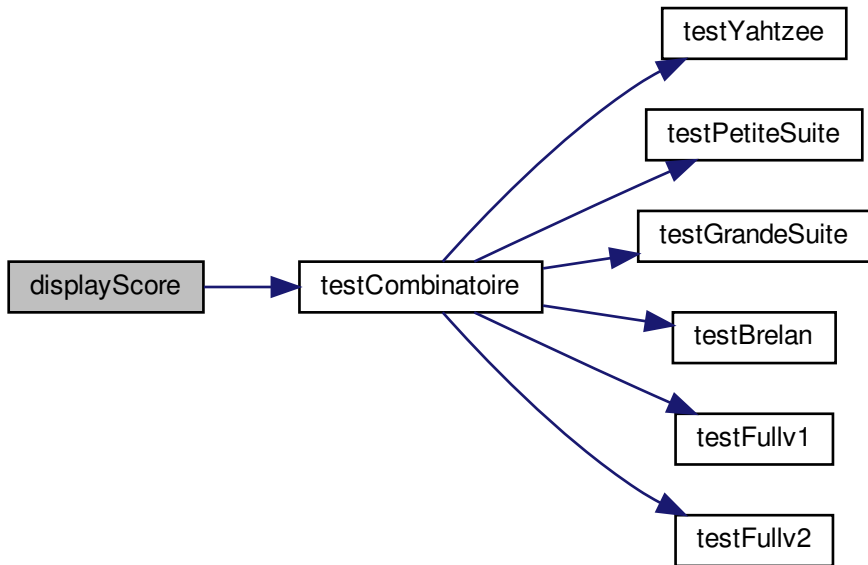 testYahtzee
testPetiteSuite
testGrandeSuite
displayScore
testCombinatoire
testBrelan
testFullv1
testFullv2